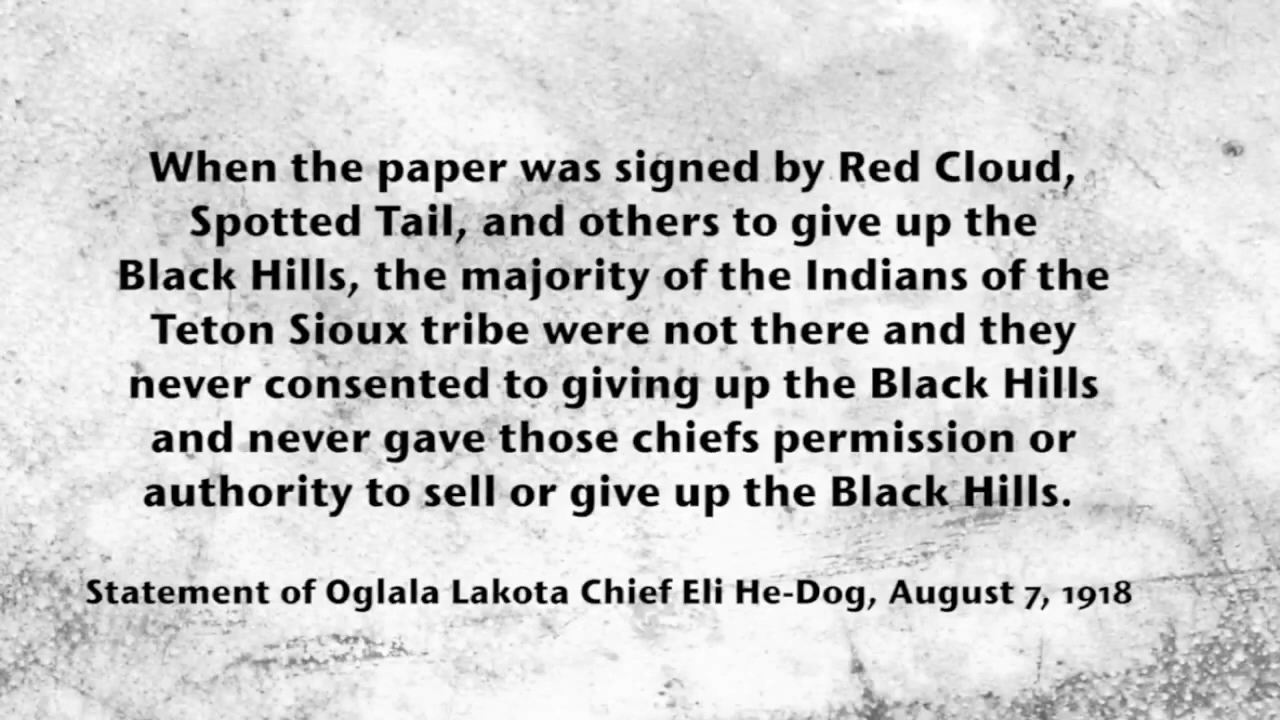 When the paper was signed by Red Cloud,
Spotted Tail, and others to give up the
Black Hills, the majority of the Indians of the
Teton Sioux tribe were not there and they
never consented to giving up the Black Hills
and never gave those chiefs permission or
authority to sell or give up the Black Hills.
Statement of Oglala Lakota Chief Eli He-Dog, August 7, 1918